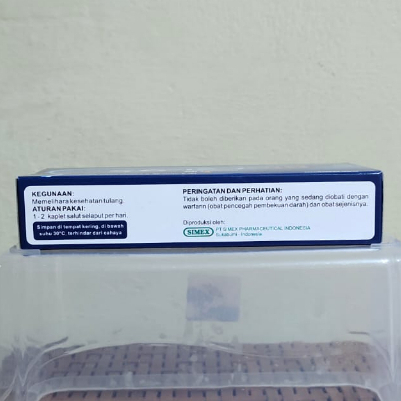 KEGUNAAN:
Memelihara kesehatan tulang.
ATURAN PAKAI:
1 - 2 kaplet salut selaput per hari.
Simpan di tempat kering, di bawah
suhu 30°C, terhindar dari cahaya
PERINGATAN DAN PERHATIAN:
Tidak boleh diberikan pada orang yang sedang diobati dengan
warfarin (obat pencegah pembekuan darah) dan obat sejenisnya.
Diproduksi oleh:
SIMEX
PT SIMEX PHARMACEUTICAL INDONESIA
Indonesia